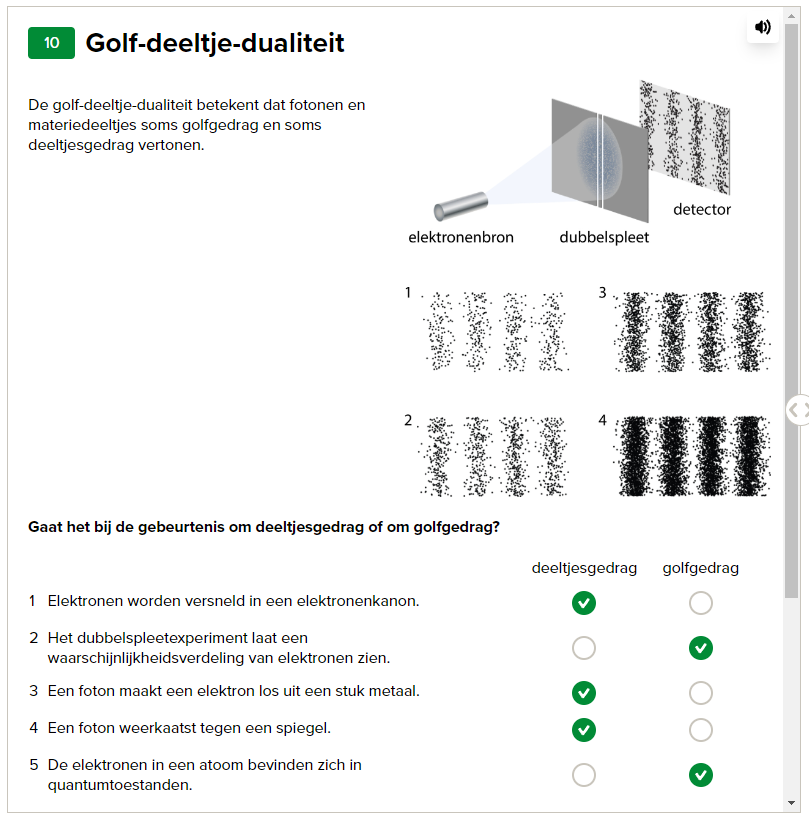 10 Golf-deeltje-dualiteit
De golf-deeltje-dualiteit betekent dat fotonen en
materiedeeltjes soms golfgedrag en soms
deeltjesgedrag vertonen.
detector
elektronenbron dubbelspleet
1 3
2 4
Gaat het bij de gebeurtenis om deeltjesgedrag of om golfgedrag?
deeltjesgedrag golfgedrag
1 Elektronen worden versneld in een elektronenkanon.
2 Het dubbelspleetexperiment laat een
waarschijnlijkheidsverdeling van elektronen zien.
3 Een foton maakt een elektron los uit een stuk metaal.
4 Een foton weerkaatst tegen een spiegel.
5 De elektronen in een atoom bevinden zich in
quantumtoestanden.